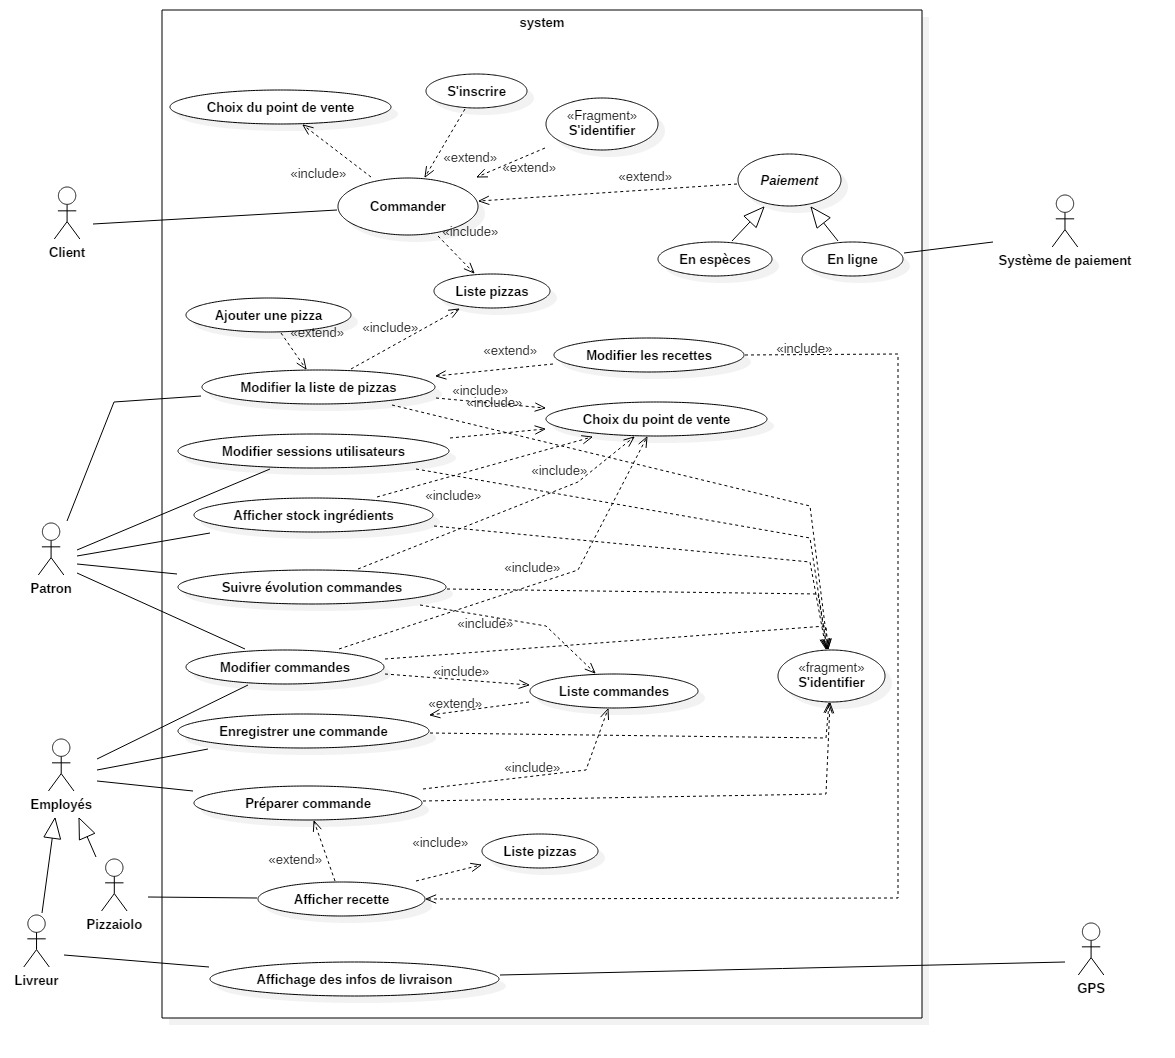 system
S'inscrire
Choix du point de vente
«Fragment»
S'identifier
«extend»
«extend»
«include»
«extend»
Paiement
Commander
«include»
Client
En espèces
En ligne
Système de paiement
Liste pizzas
Ajouter une pizza
«extend»
«include»
«extend»
Modifier les recettes
«include»
Modifier la liste de pizzas
«include»
«include»
Choix du point de vente
Modifier sessions utilisateurs
«include»
«include»
Afficher stock ingrédients
«include»
Patron
Suivre évolution commandes
«include»
Modifier commandes
«include»
«fragment»
S'identifier
Liste commandes
«extend»
Enregistrer une commande
«include»
Employés
Préparer commande
«include»
Liste pizzas
«extend»
Afficher recette
Pizzaiolo
Livreur
Affichage des infos de livraison
GPS